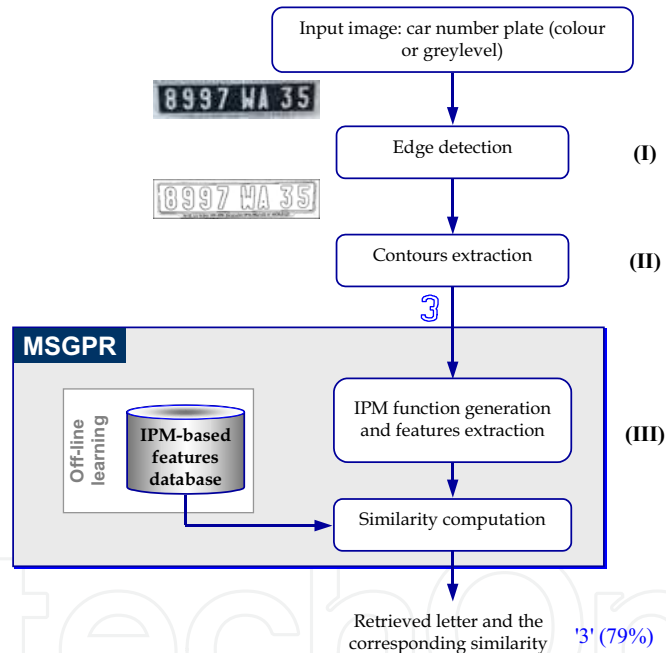 Input image: car number plate (colour
or greylevel)
8997 WA 35
Edge detection
(I)
8997 WA 35
Contours extraction
(II)
3
MSGPR
Off-line
learning
IPM-based
features
database
IPM function generation
and features extraction
(III)
Similarity computation
Retrieved letter and the
corresponding similarity
'3' (79%)